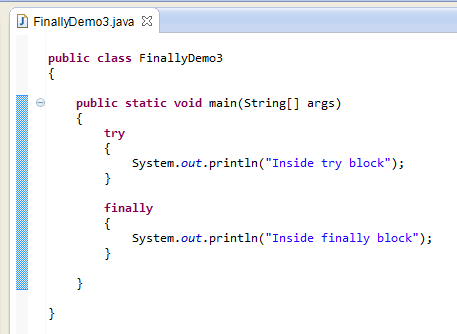 FinallyDemo3.java
public class FinallyDemo3
{
public static void main(String[] args)
{
try
{
System.out.println("Inside try block");
}
finally
{
System.out.println("Inside finally block");
}
}
}